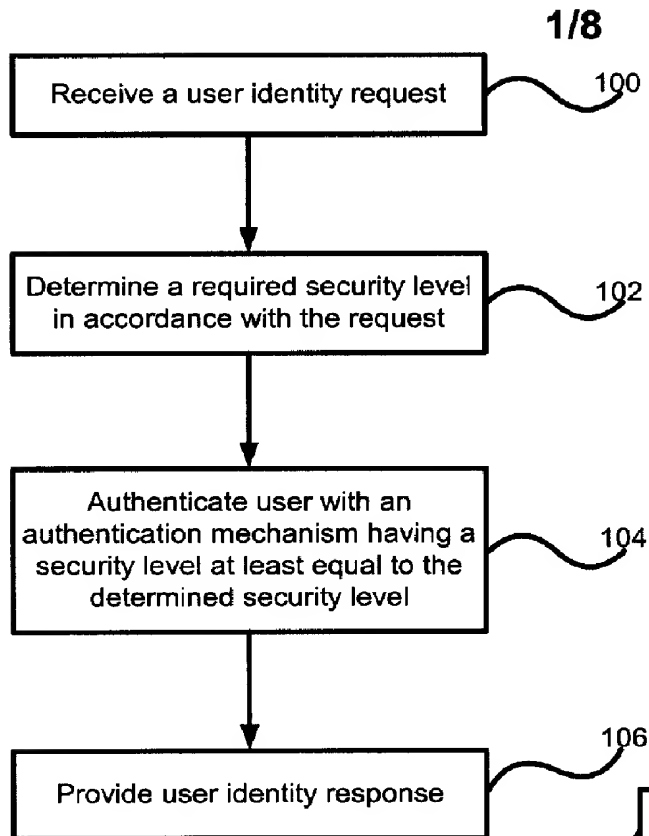 1/8
Receive a user identity request
100
Determine a required security level
in accordance with the request
102
Authenticate user with an
authentication mechanism having a
security level at least equal to the
determined security level
104
Provide user identity response
106